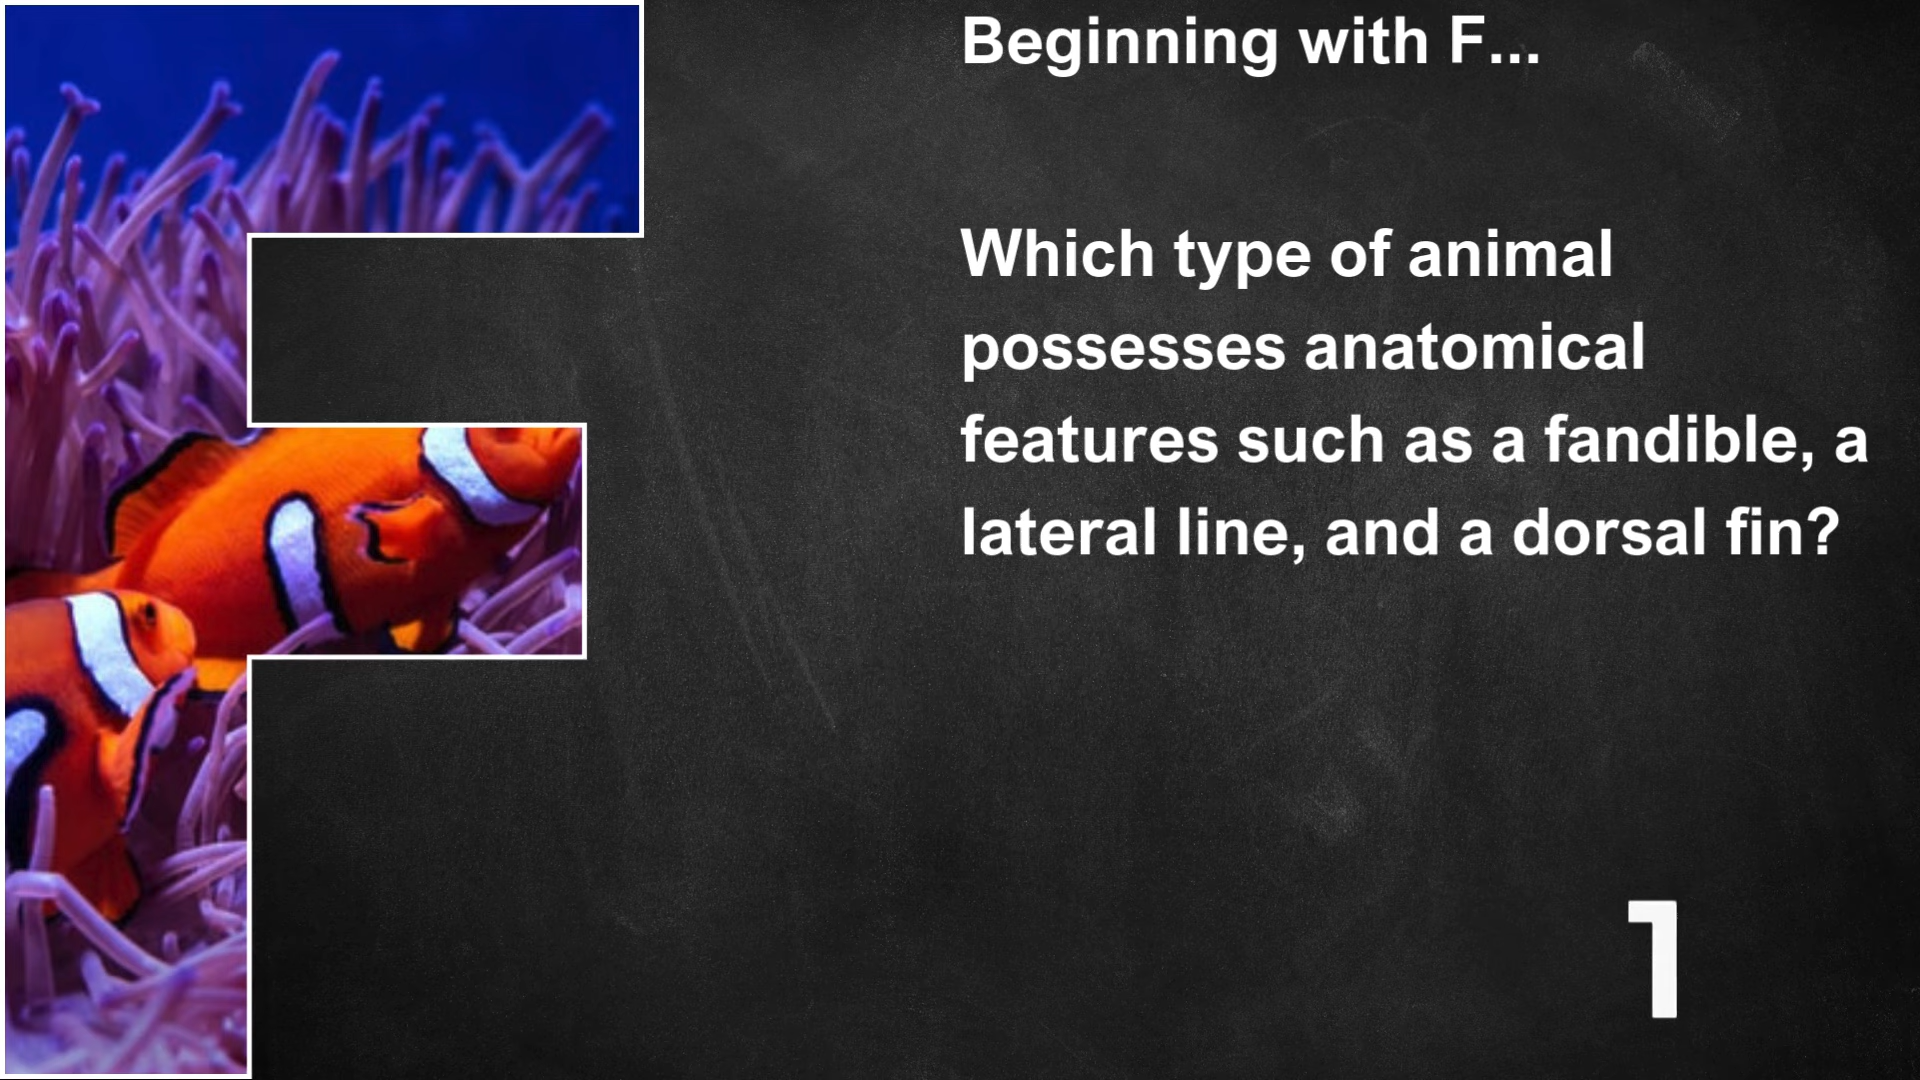 Beginning with F...
Which type of animal
possesses anatomical
features such as a fandible, a
lateral line, and a dorsal fin?
1